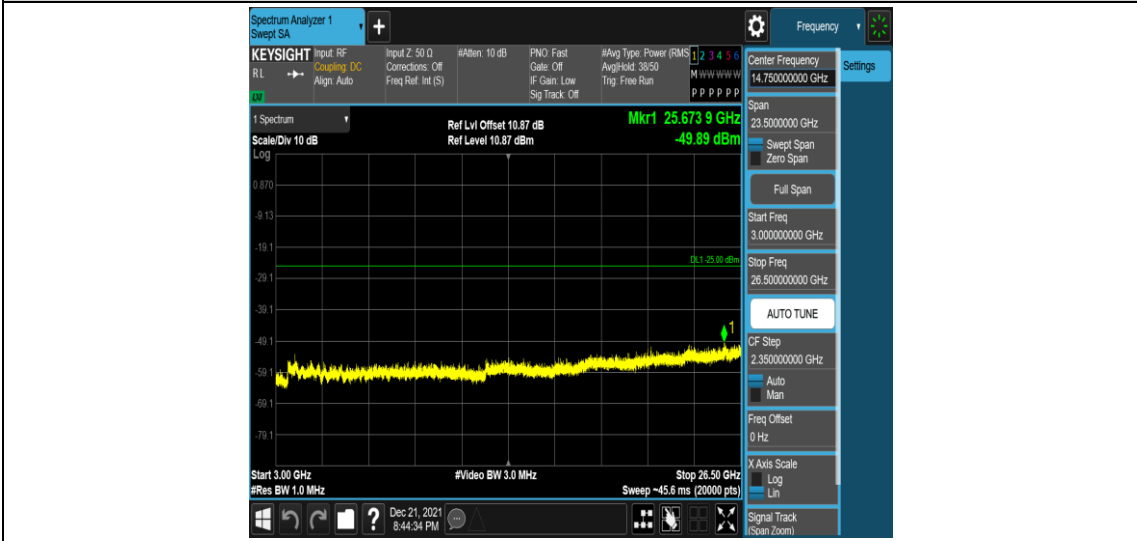 Spectrum Analyzer 1
Swept SA
+
Frequency
KEYSIGHT
RL
LNI
Input: RF
Coupling: DC
Align: Auto
Input Z: 50 Ω
Corrections: Off
Freq Ref: Int (S)
#Atten: 10 dB
PNO: Fast
Gate: Off
IF Gain: Low
Sig Track: Off
#Avg Type: Power (RMS
Avg|Hold: 38/50
Trig: Free Run
1 2 3 4 5 6
M W W W W W
P P P P P P
1 Spectrum
Scale/Div 10 dB
Log
Ref Lvl Offset 10.87 dB
Ref Level 10.87 dBm
Mkr1 25.673 9 GHz
-49.89 dBm
0.870
-9.13
-19.1
DL1 -25.00 dBm
-29.1
-39.1
1
-49.1
-59.1
-69.1
-79.1
Start 3.00 GHz
#Video BW 3.0 MHz
Stop 26.50 GHz
#Res BW 1.0 MHz
Sweep ~45.6 ms (20000 pts)
?
Dec 21, 2021
8:44:34 PM
Center Frequency
14.750000000 GHz
Settings
Span
23.5000000 GHz
Swept Span
Zero Span
Full Span
Start Freq
3.000000000 GHz
Stop Freq
26.500000000 GHz
AUTO TUNE
CF Step
2.350000000 GHz
Auto
Man
Freq Offset
0 Hz
X Axis Scale
Log
Lin
Signal Track
(Span Zoom)